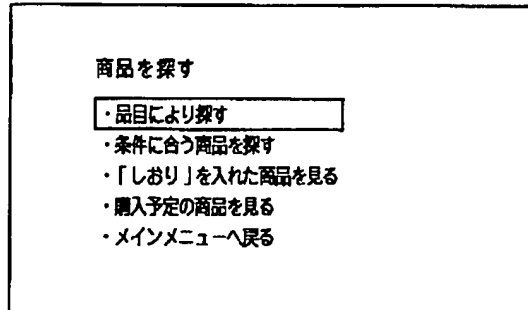 商品を探す
・品目により探す
・条件に合う商品を探す
・「しおり」を入れた商品を見る
・購入予定の商品を見る
・メインメニューへ戻る